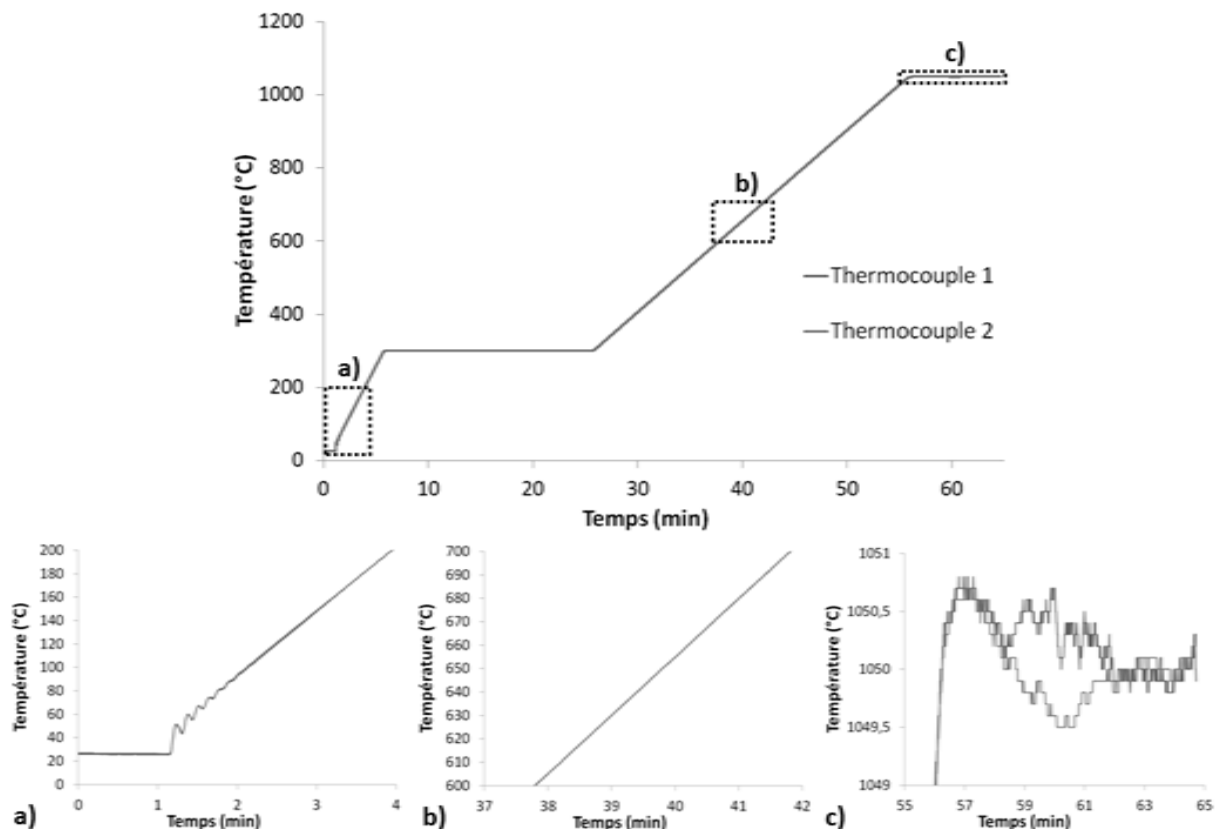 1200
1000
800
600
400
200
0
Température (°C)
a)
b)
c)
Thermocouple 1
Thermocouple 2
0 10 20 30 40 50 60
Temps (min)
200
180
160
140
120
100
80
60
40
20
0
Température (°C)
0 1 2 3 4
Temps (min)
a)
700
690
680
670
660
650
640
630
620
610
600
Température (°C)
37 38 39 40 41 42
Temps (min)
b)
1051
1050,5
1050
1049,5
1049
Température (°C)
55 57 59 61 63 65
Temps (min)
c)